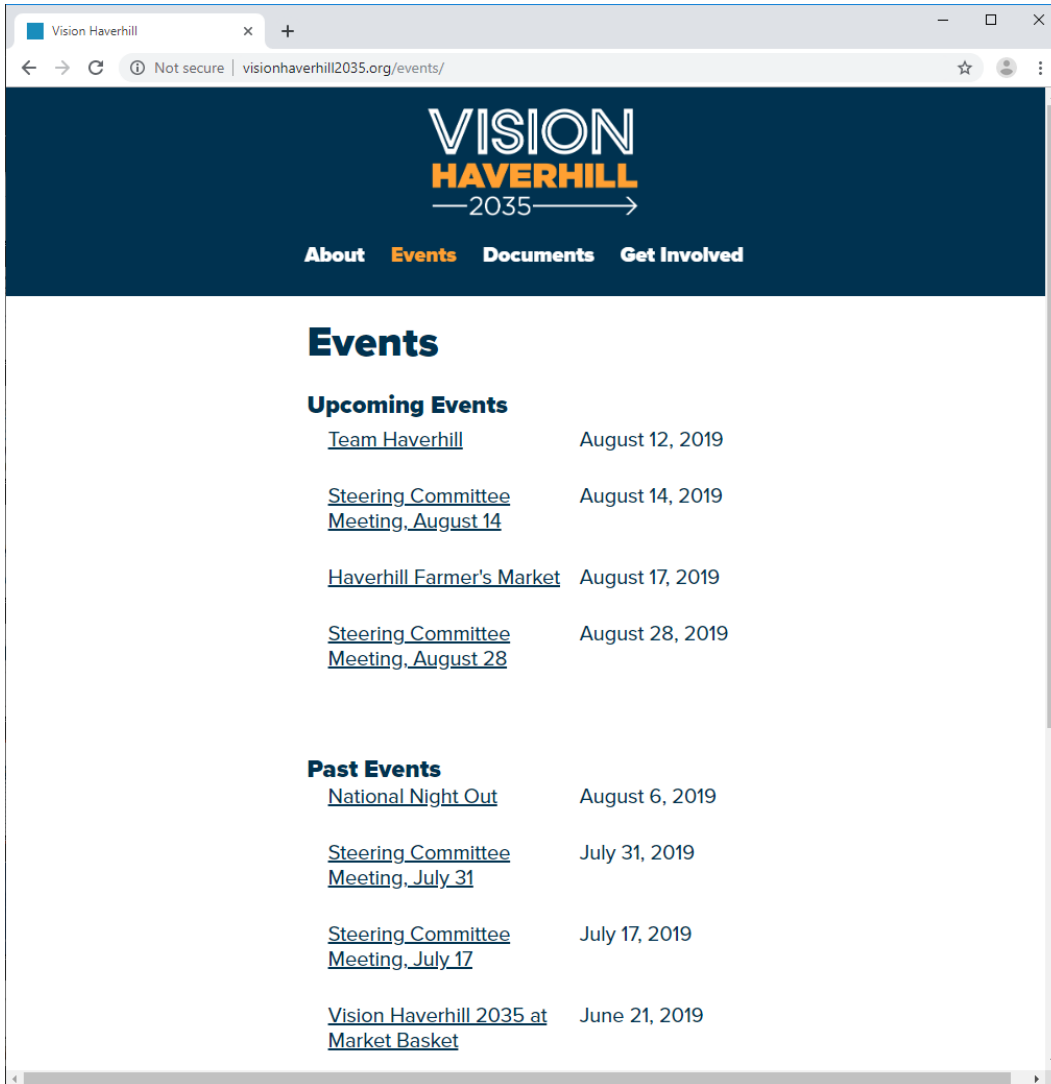 Vision Haverhill
Not secure | visionhaverhill2035.org/events/
VISION
HAVERHILL
2035
About Events Documents Get Involved
Events
Upcoming Events
Team Haverhill August 12, 2019
Steering Committee August 14, 2019
Meeting, August 14
Haverhill Farmer's Market August 17, 2019
Steering Committee August 28, 2019
Meeting, August 28
Past Events
National Night Out August 6, 2019
Steering Committee July 31, 2019
Meeting, July 31
Steering Committee July 17, 2019
Meeting, July 17
Vision Haverhill 2035 at June 21, 2019
Market Basket